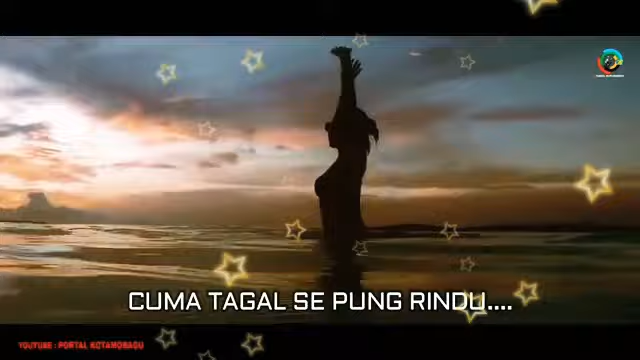 CUMA TAGAL SE PUNG RINDU....
YOUTUBE : PORTAL KOTAMOBAGU